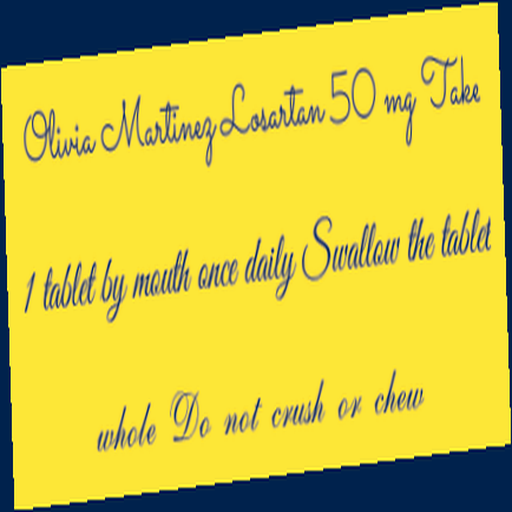 Olivia Martinez Losartan 50 mg Take
1 tablet by mouth once daily Swallow the tablet
whole Do not crush or chew